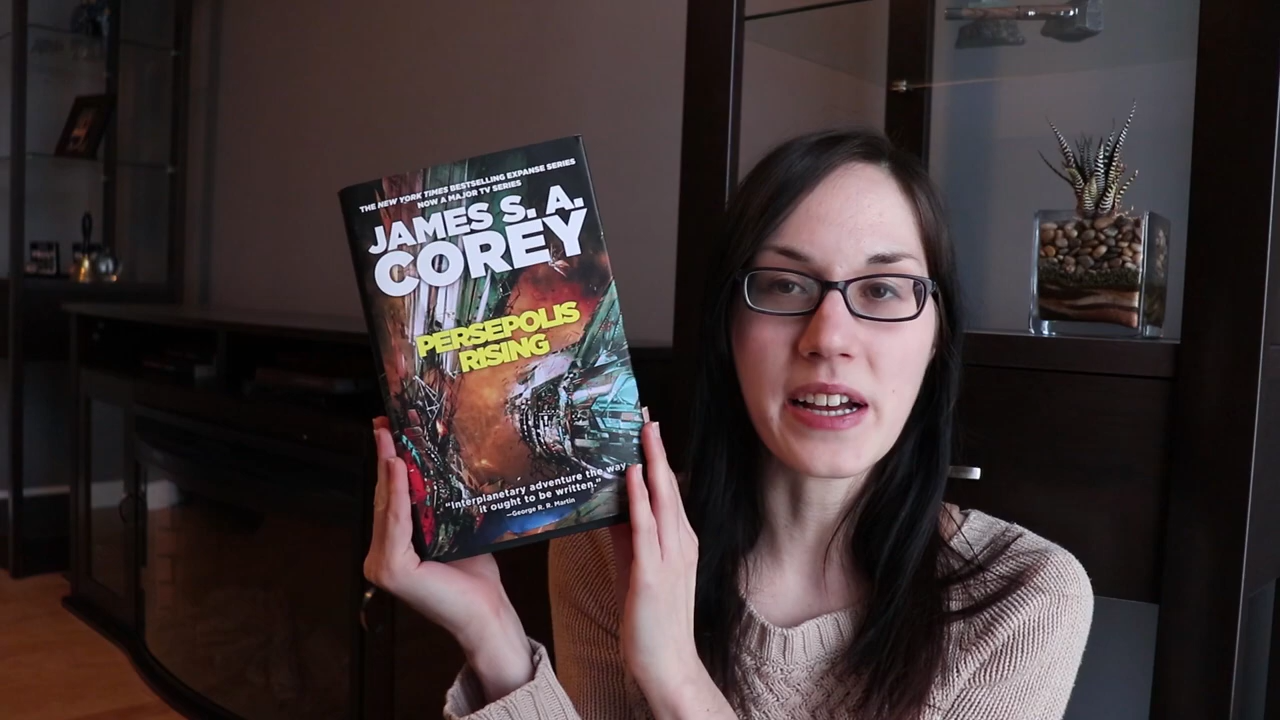 THE NEW YORK TIMES BESTSELLING EXPANSE SERIES
NOW A MAJOR TV SERIES
JAMES S. A.
COREY
PERSEPOLIS
RISING
“Interplanetary adventure the way
it ought to be written.”
—George R. R. Martin